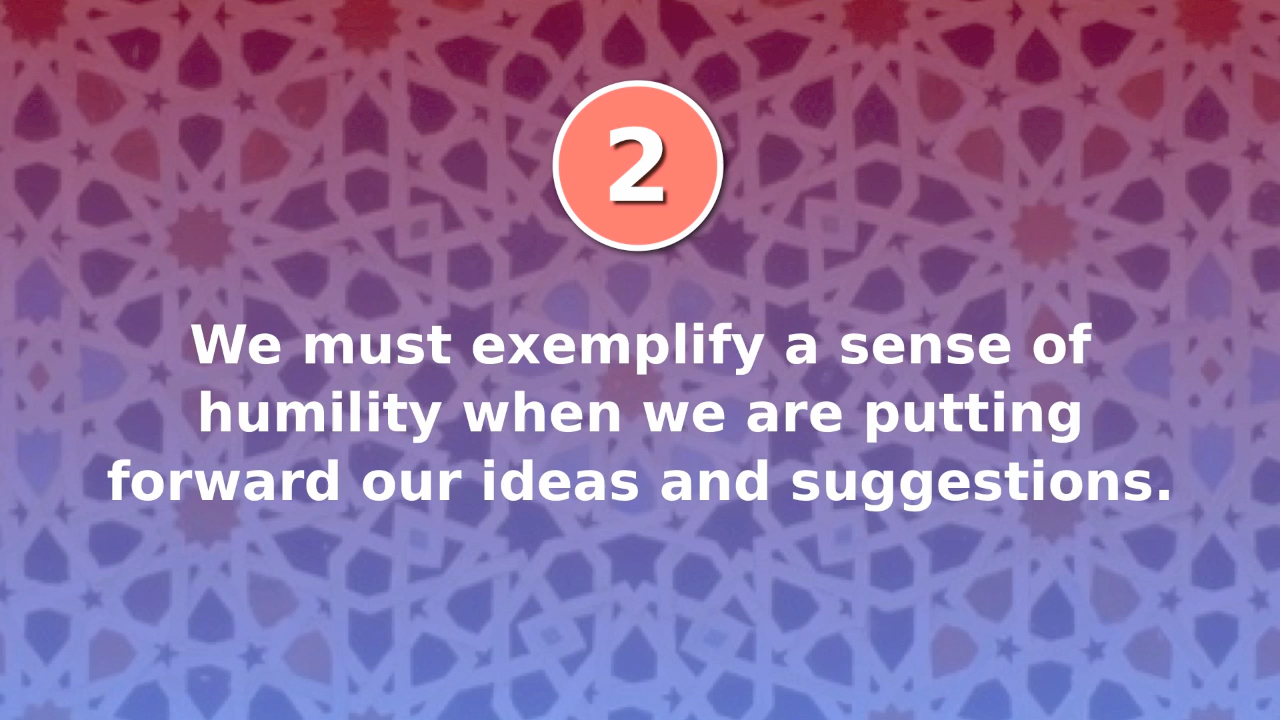 2
We must exemplify a sense of
humility when we are putting
forward our ideas and suggestions.